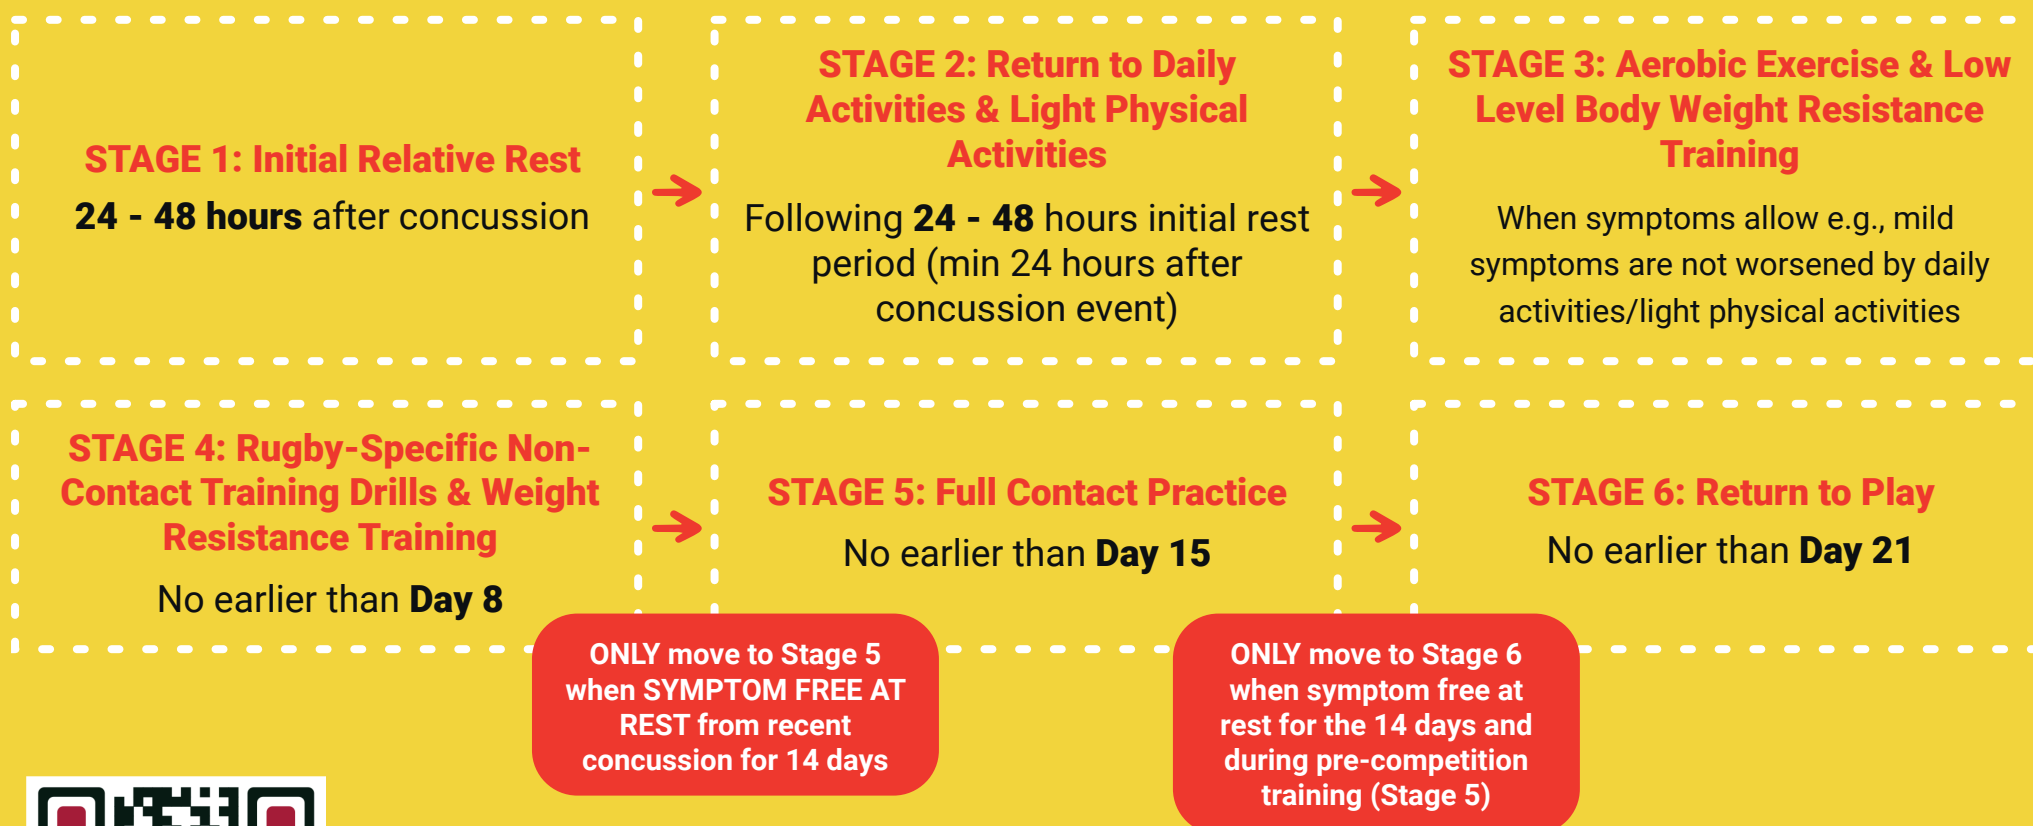 STAGE 1: Initial Relative Rest
24 - 48 hours after concussion
STAGE 2: Return to Daily
Activities & Light Physical
Activities
Following 24 - 48 hours initial rest
period (min 24 hours after
concussion event)
STAGE 3: Aerobic Exercise & Low
Level Body Weight Resistance
Training
When symptoms allow e.g., mild
symptoms are not worsened by daily
activities/light physical activities
STAGE 4: Rugby-Specific Non-
Contact Training Drills & Weight
Resistance Training
No earlier than Day 8
STAGE 5: Full Contact Practice
No earlier than Day 15
STAGE 6: Return to Play
No earlier than Day 21
ONLY move to Stage 5
when SYMPTOM FREE AT
REST from recent
concussion for 14 days
ONLY move to Stage 6
when symptom free at
rest for the 14 days and
during pre-competition
training (Stage 5)